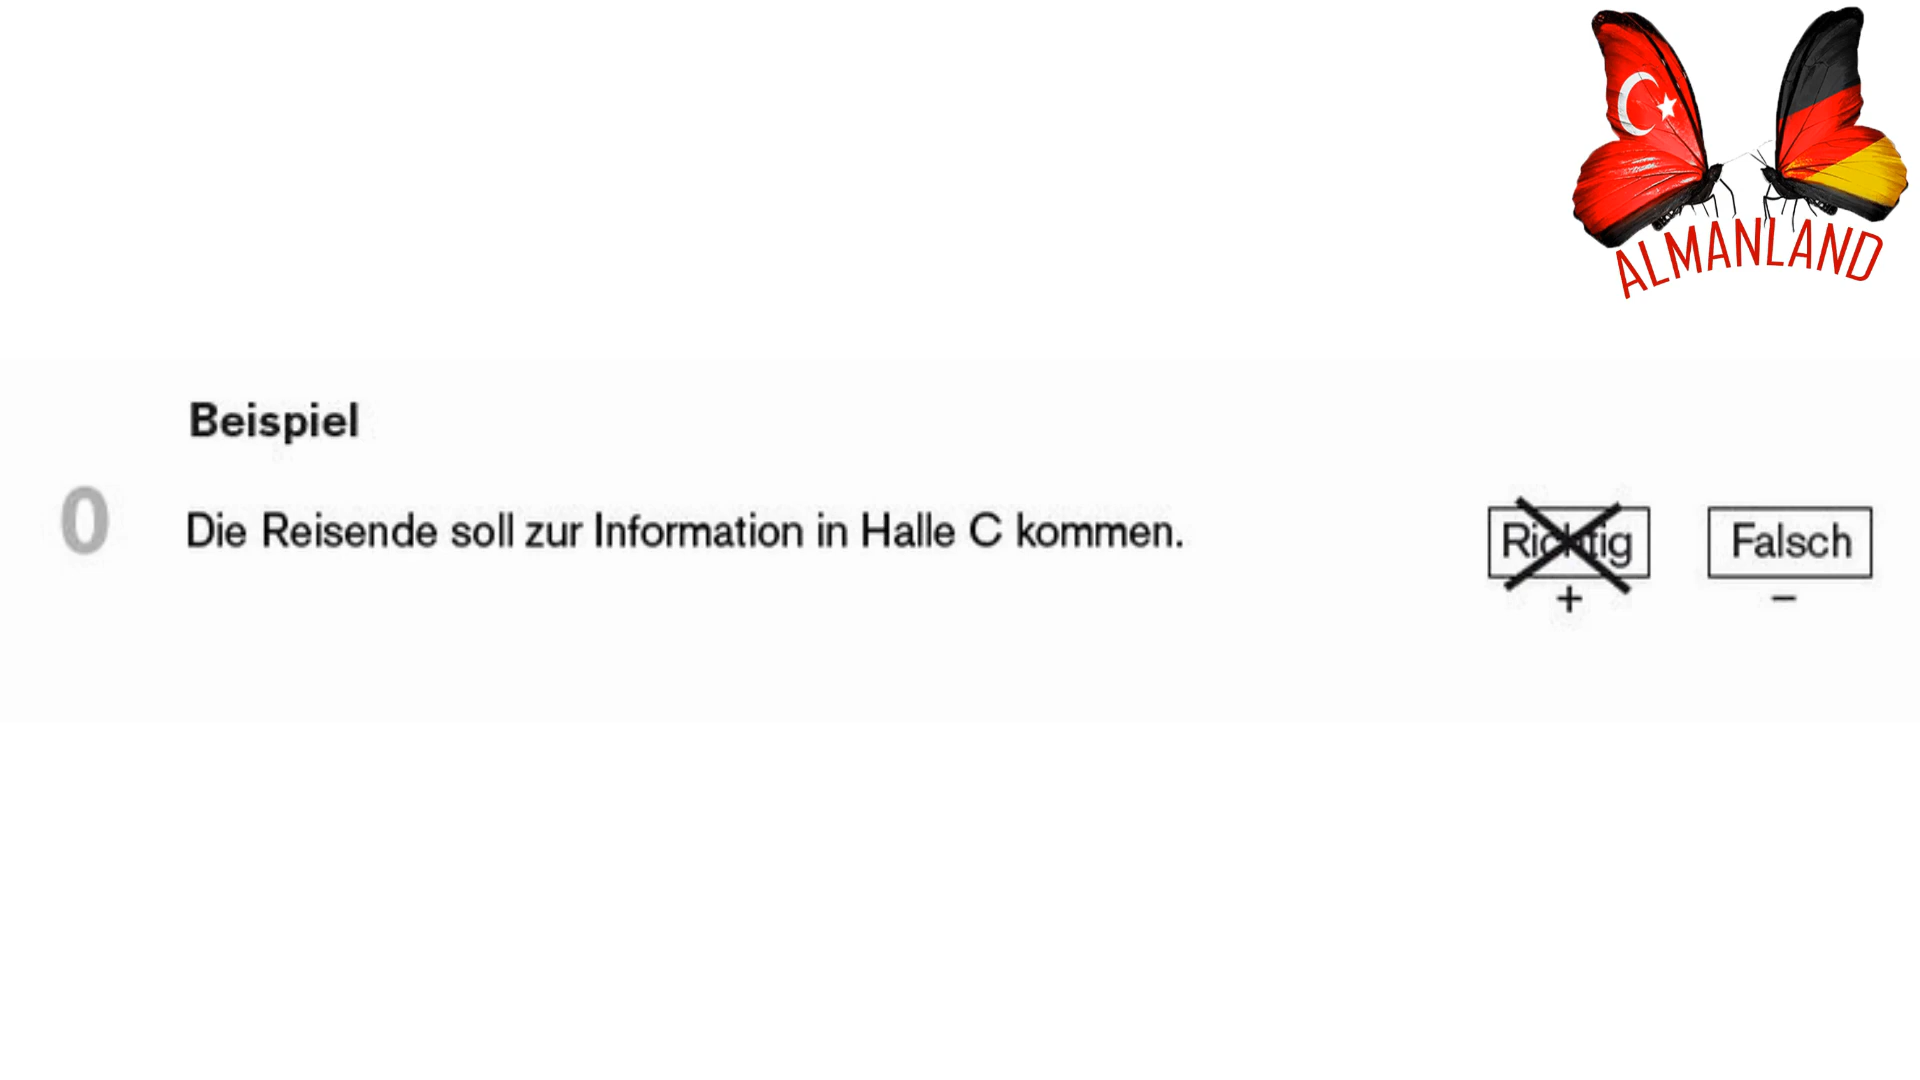 ALMANLAND
Beispiel
0 Die Reisende soll zur Information in Halle C kommen.
Richtig Falsch
+ –